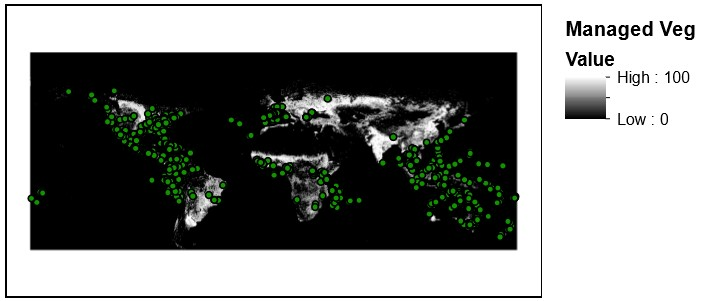 Managed Veg
Value
High : 100
Low : 0